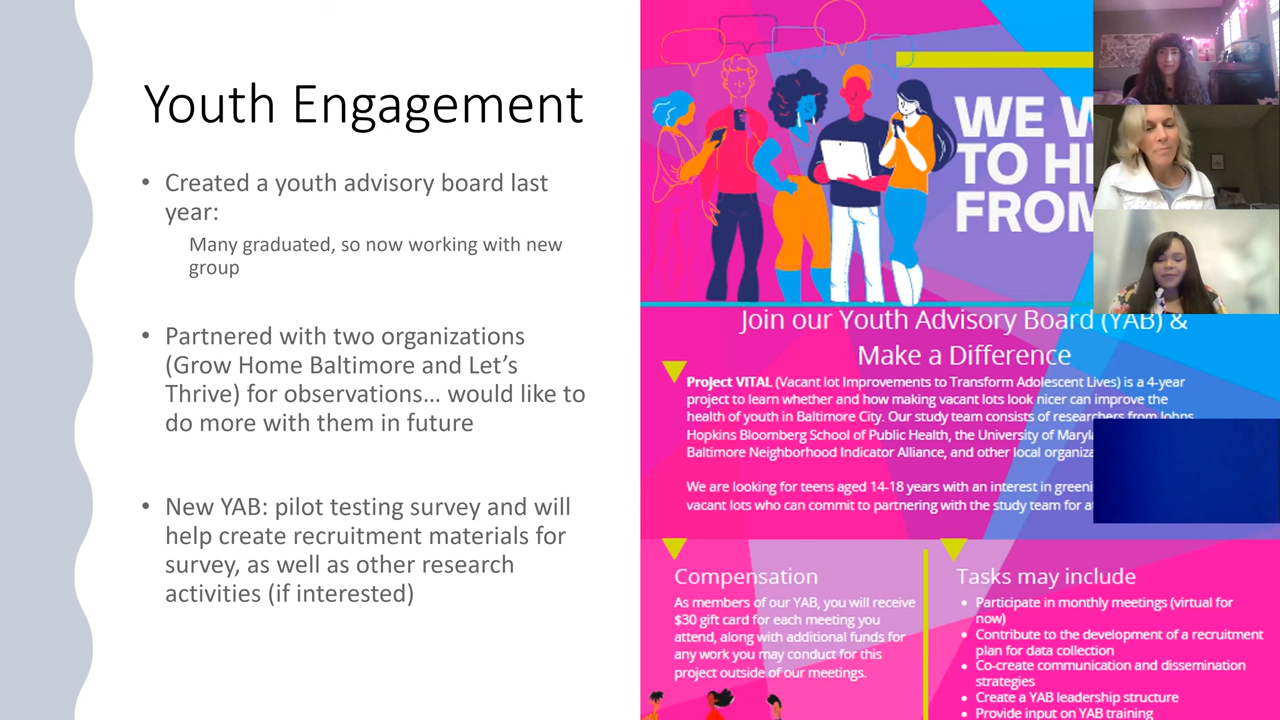 Youth Engagement
• Created a youth advisory board last
year:
Many graduated, so now working with new
group
• Partnered with two organizations
(Grow Home Baltimore and Let’s
Thrive) for observations... would like to
do more with them in future
• New YAB: pilot testing survey and will
help create recruitment materials for
survey, as well as other research
activities (if interested)
WE
TO
FROM
Join our Youth Advisory Board (YAB) &
Make a Difference
Project VITAL (Vacant lot Improvements to Transform Adolescent Lives) is a 4-year
project to learn whether and how making vacant lots look nicer can improve the
health of youth in Baltimore City. Our study team consists of researchers from Johns
Hopkins Bloomberg School of Public Health, the University of
Baltimore Neighborhood Indicator Alliance, and other local
We are looking for teens aged 14-18 years with an interest in
vacant lots who can commit to partnering with the study team for
Compensation
As members of our YAB, you will receive
$30 gift card for each meeting you
attend, along with additional funds for
any work you may conduct for this
project outside of our meetings.
Tasks may include
• Participate in monthly meetings (virtual for
now)
• Contribute to the development of a recruitment
plan for data collection
• Co-create communication and dissemination
strategies
• Create a YAB leadership structure
• Provide input on YAB training